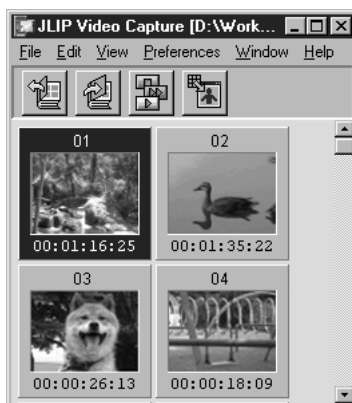 JLIP Video Capture [D:\Work...
File Edit View Preferences Window Help
01 02
00:01:16:25 00:01:35:22
03 04
00:00:26:13 00:00:18:09